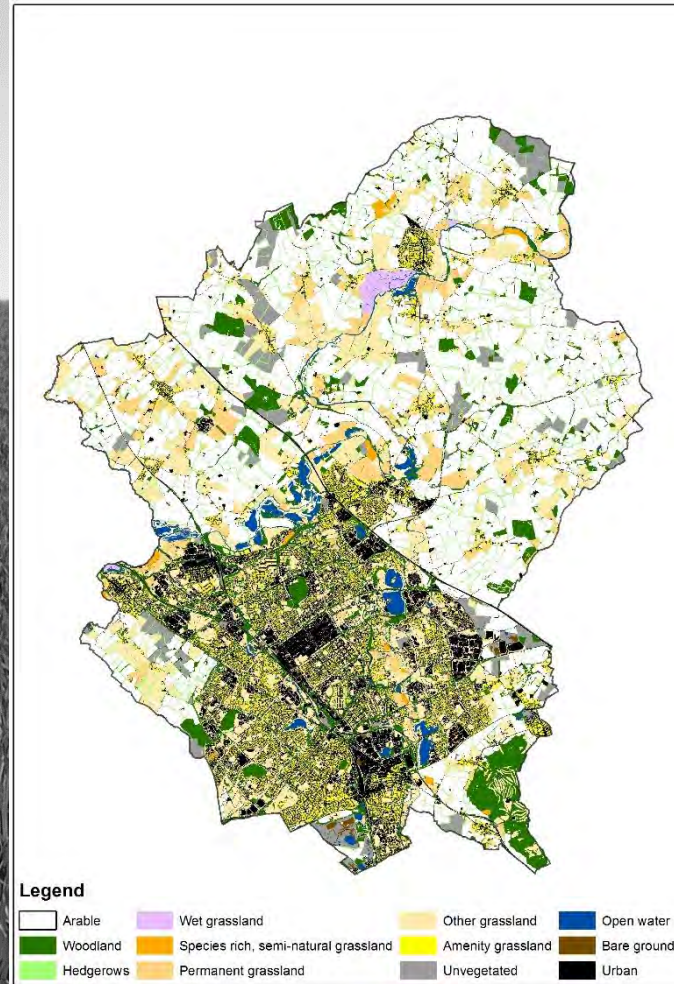 Legend
Arable
Wet grassland
Other grassland
Open water
Woodland
Species rich, semi-natural grassland
Amenity grassland
Bare ground
Hedgerows
Permanent grassland
Unvegetated
Urban